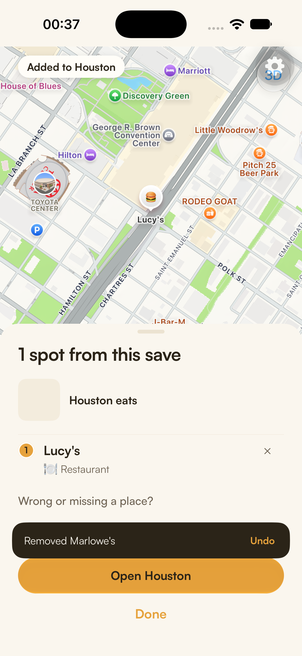 00:37
Added to Houston
3D
Marriott
House of Blues
Discovery Green
George R. Brown
Convention
Center
Little Woodrow's
LA BRANCH ST
Hilton
Pitch 25
Beer Park
TOYOTA
CENTER
RODEO GOAT
Lucy's
P
SAINT EMANUEL ST
EMANCIPAT
POLK ST
HAMILTON ST
CHARTRES ST
J-Bar-M
1 spot from this save
Houston eats
1 Lucy's ×
🍽️ Restaurant
Wrong or missing a place?
Removed Marlowe's Undo
Open Houston
Done